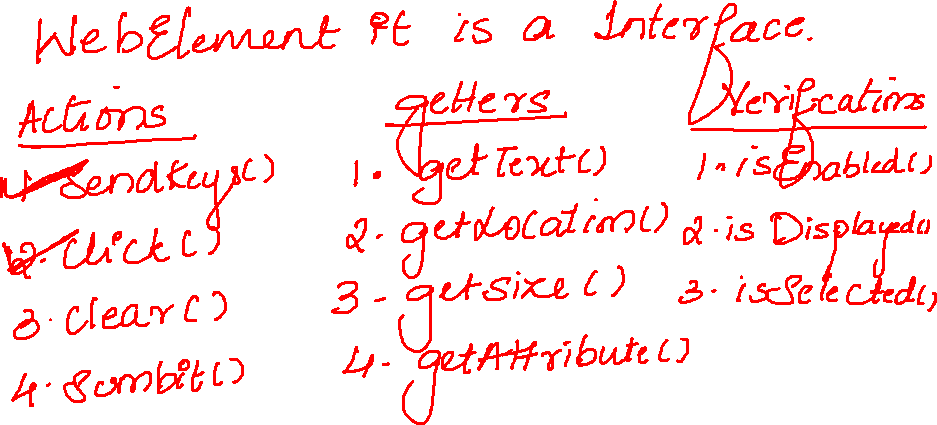 WebElement it is a Interface.
Actions getters Verifications
1. Sendkeys() 1. getText() 1. isEnabled()
2. Click() 2. getLocation() 2. is Displayed()
3. clear() 3 - getsize() 3. isSelected()
4. Sumbit() 4 - getAttribute()